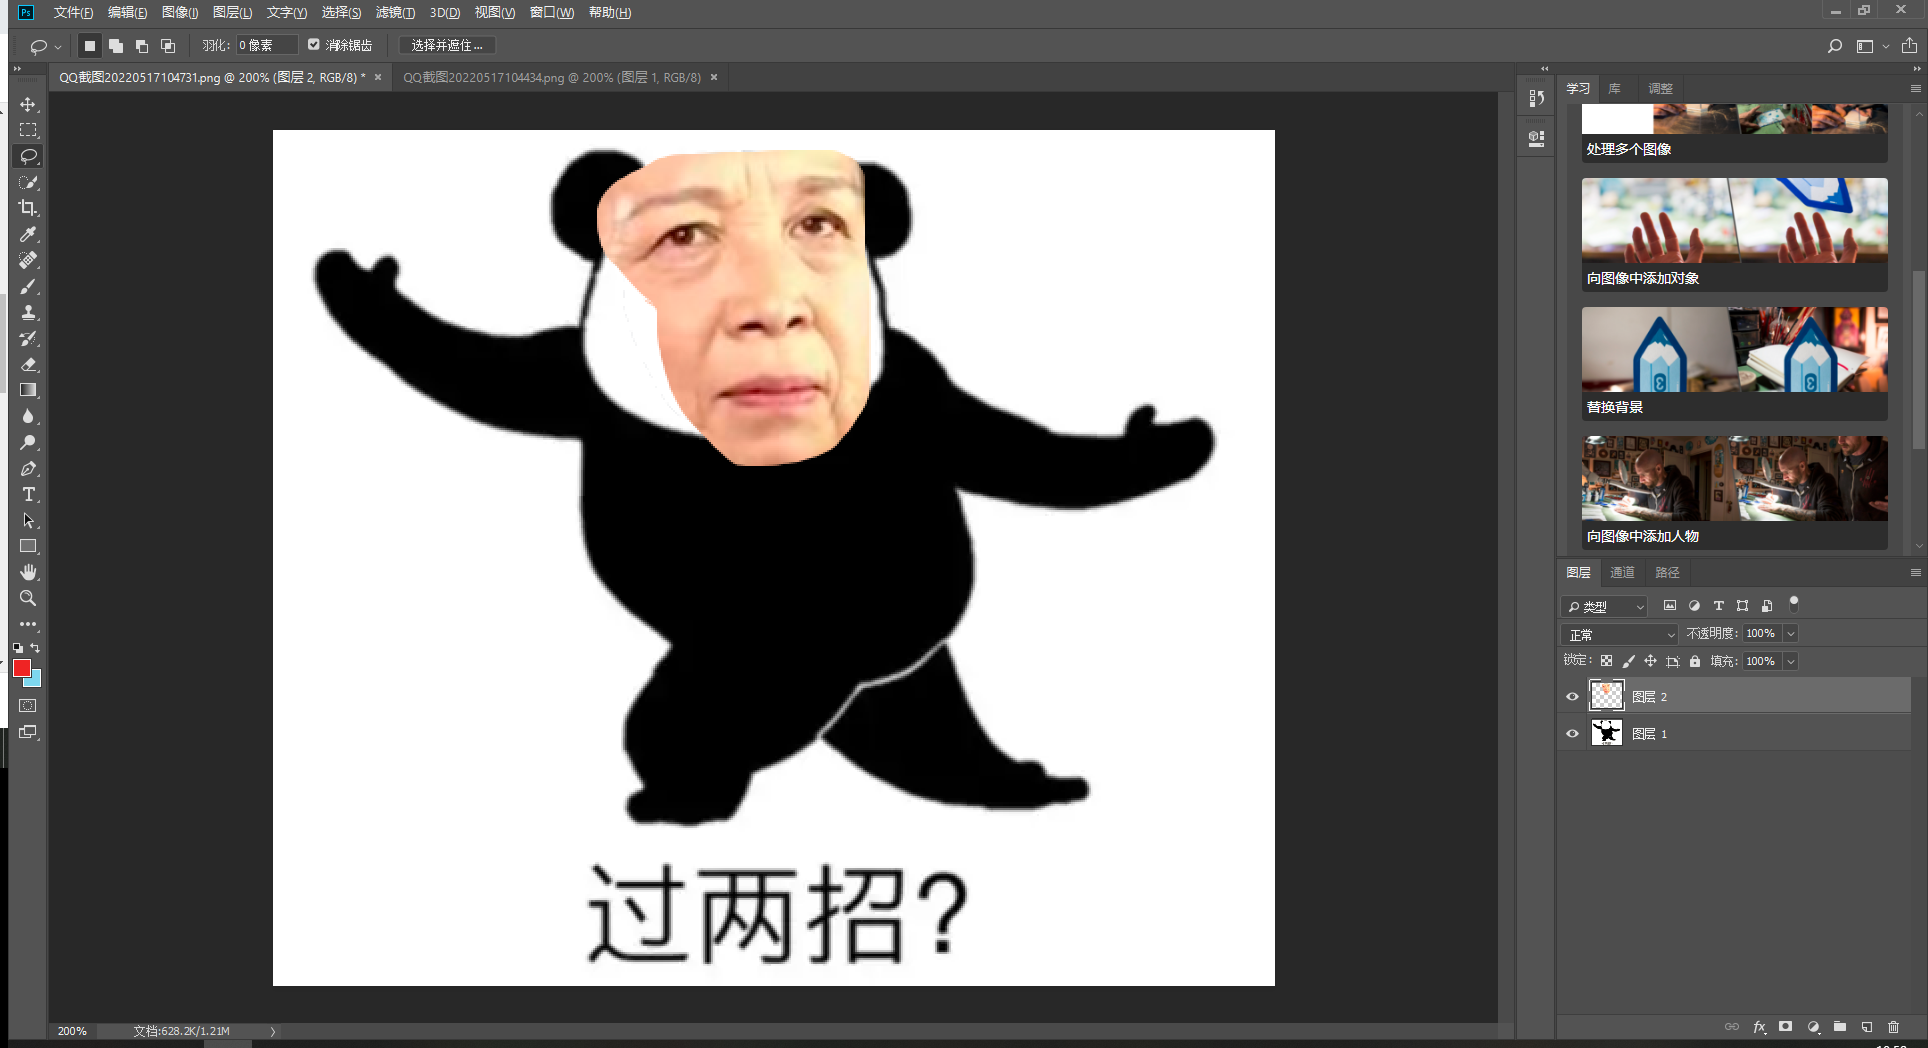 Ps 文件(F) 编辑(E) 图像(I) 图层(L) 文字(Y) 选择(S) 滤镜(T) 3D(D) 视图(V) 窗口(W) 帮助(H)
羽化: 0 像素 消除锯齿 选择并遮住 ...
QQ截图20220517104731.png @ 200% (图层 2, RGB/8) * × QQ截图20220517104434.png @ 200% (图层 1, RGB/8) ×
学习 库 调整
处理多个图像
向图像中添加对象
替换背景
向图像中添加人物
图层 通道 路径
类型
正常 不透明度: 100%
锁定: 填充: 100%
图层 2
图层 1
过两招?
200% 文档:628.2K/1.21M